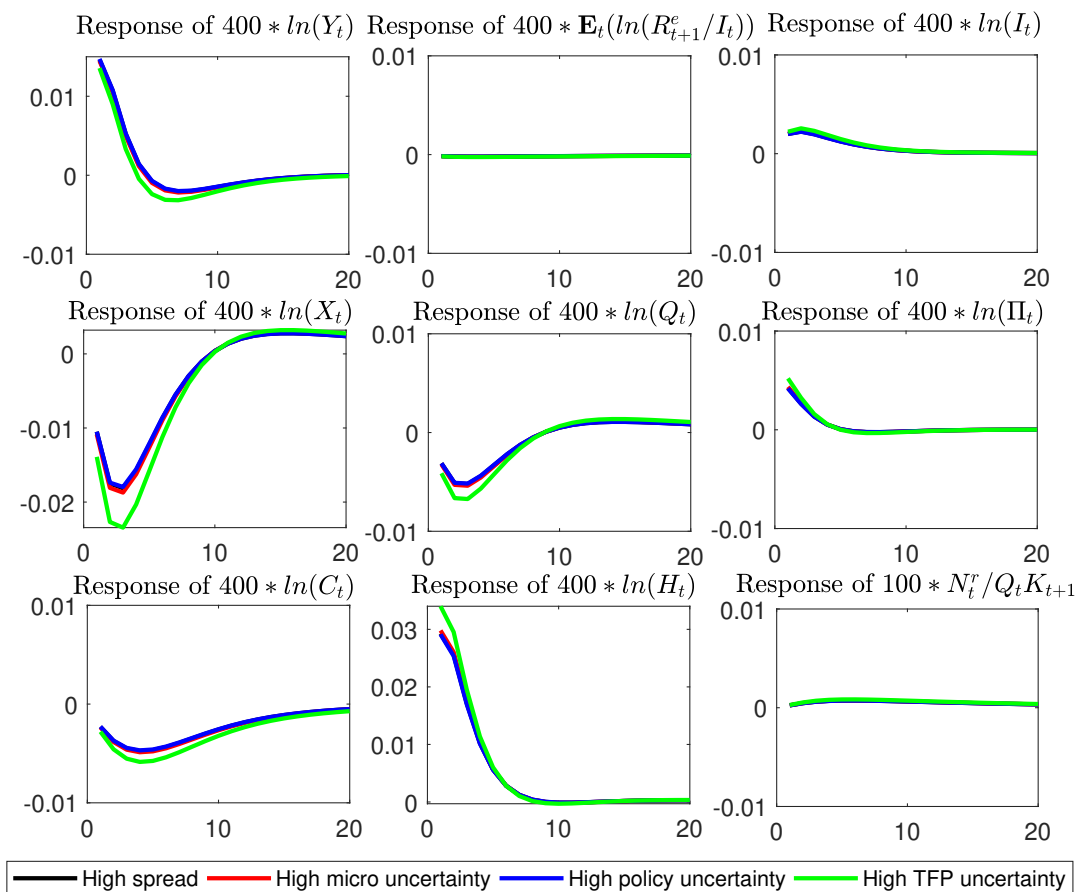 Response of 400 ∗ ln(Y_t)
Response of 400 ∗ E_t(ln(R^e_{t+1}/I_t))
Response of 400 ∗ ln(I_t)
0.01
0
-0.01
0 10 20
0.01
0
-0.01
0 10 20
0.01
0
-0.01
0 10 20
Response of 400 ∗ ln(X_t)
Response of 400 ∗ ln(Q_t)
Response of 400 ∗ ln(Π_t)
0
-0.01
-0.02
0 10 20
0.01
0
-0.01
0 10 20
0.01
0
-0.01
0 10 20
Response of 400 ∗ ln(C_t)
Response of 400 ∗ ln(H_t)
Response of 100 ∗ N^r_t/Q_tK_{t+1}
0.01
0
-0.01
0 10 20
0.03
0.02
0.01
0
0 10 20
0.01
0
-0.01
0 10 20
High spread High micro uncertainty High policy uncertainty High TFP uncertainty